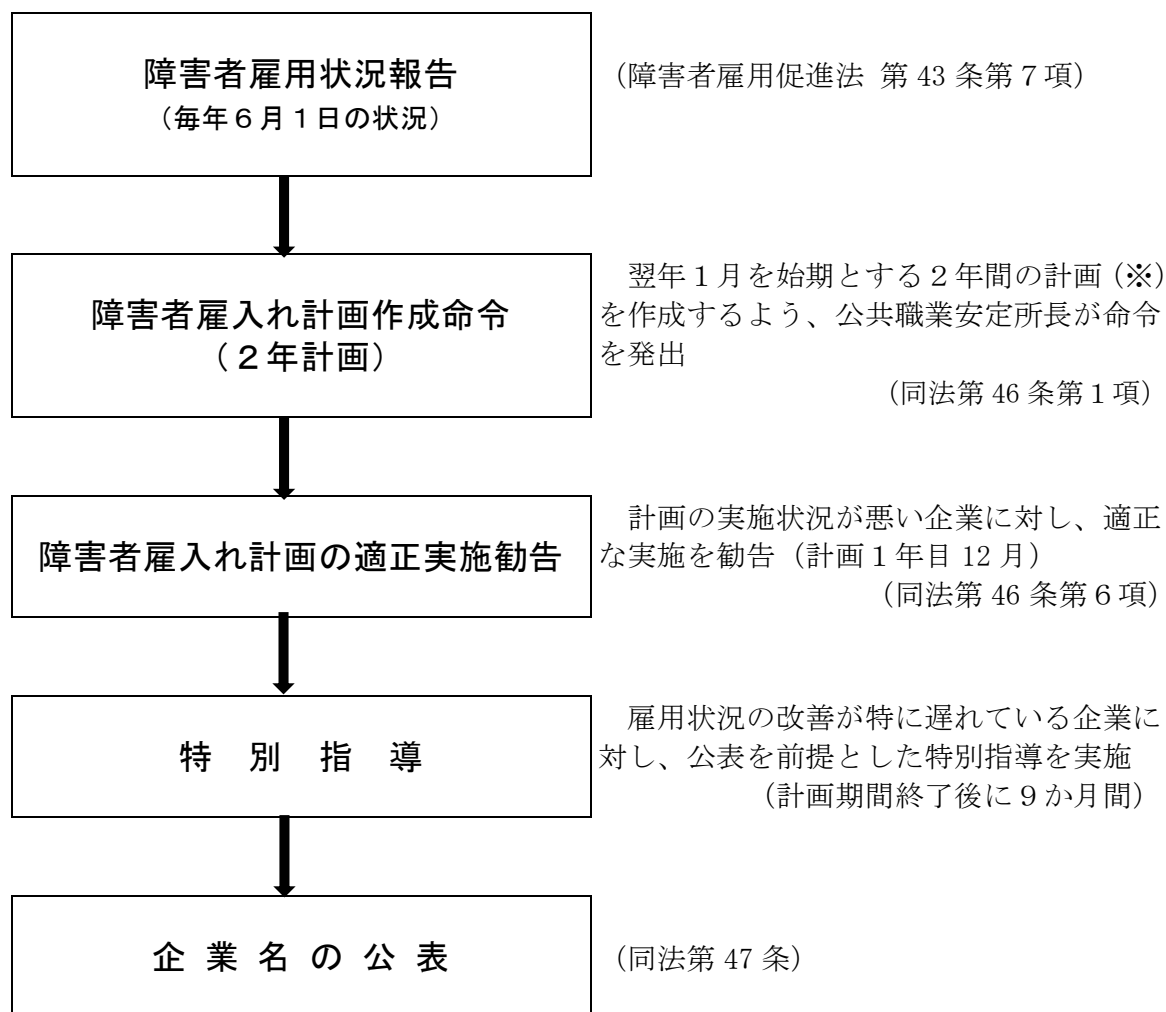 障害者雇用状況報告
（毎年６月１日の状況）
（障害者雇用促進法 第 43 条第７項）
障害者雇入れ計画作成命令
（２年計画）
翌年１月を始期とする２年間の計画（※）
を作成するよう、公共職業安定所長が命令
を発出
（同法第 46 条第１項）
障害者雇入れ計画の適正実施勧告
計画の実施状況が悪い企業に対し、適正
な実施を勧告（計画１年目 12 月）
（同法第 46 条第６項）
特 別 指 導
雇用状況の改善が特に遅れている企業に
対し、公表を前提とした特別指導を実施
（計画期間終了後に９か月間）
企 業 名 の 公 表
（同法第 47 条）